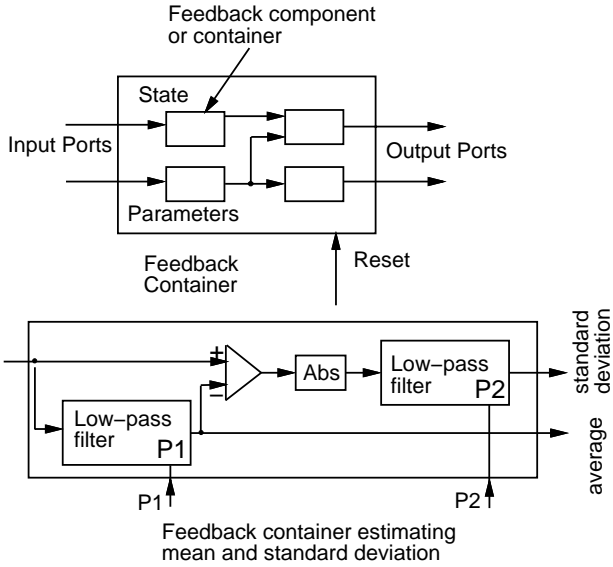 Feedback component
or container
State
Input Ports
Output Ports
Parameters
Feedback
Container
Reset
standard
deviation
+
−
Abs
Low−pass
filter
P2
Low−pass
filter
P1
average
P1
P2
Feedback container estimating
mean and standard deviation